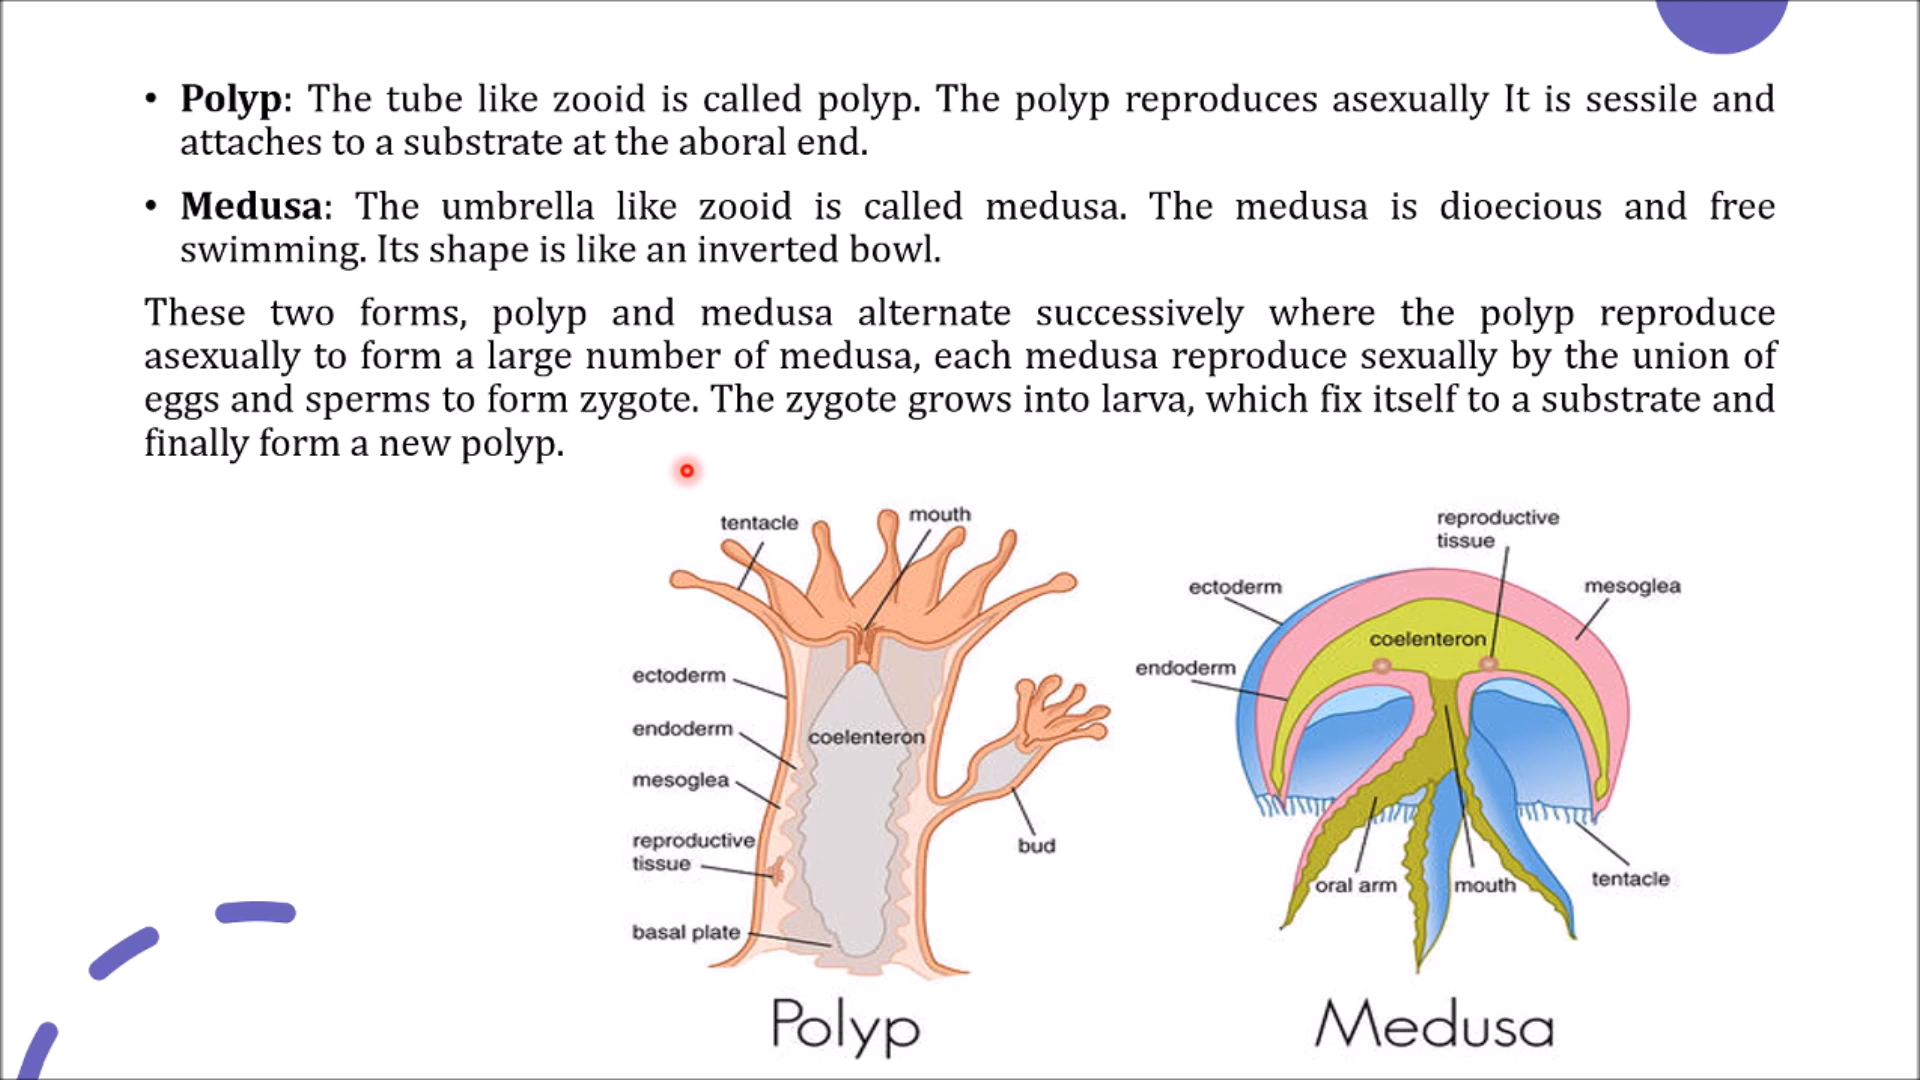 • Polyp: The tube like zooid is called polyp. The polyp reproduces asexually It is sessile and
attaches to a substrate at the aboral end.
• Medusa: The umbrella like zooid is called medusa. The medusa is dioecious and free
swimming. Its shape is like an inverted bowl.
These two forms, polyp and medusa alternate successively where the polyp reproduce
asexually to form a large number of medusa, each medusa reproduce sexually by the union of
eggs and sperms to form zygote. The zygote grows into larva, which fix itself to a substrate and
finally form a new polyp.
tentacle
mouth
ectoderm
endoderm
coelenteron
mesoglea
reproductive
tissue
bud
basal plate
Polyp
reproductive
tissue
ectoderm
mesoglea
coelenteron
endoderm
oral arm
mouth
tentacle
Medusa